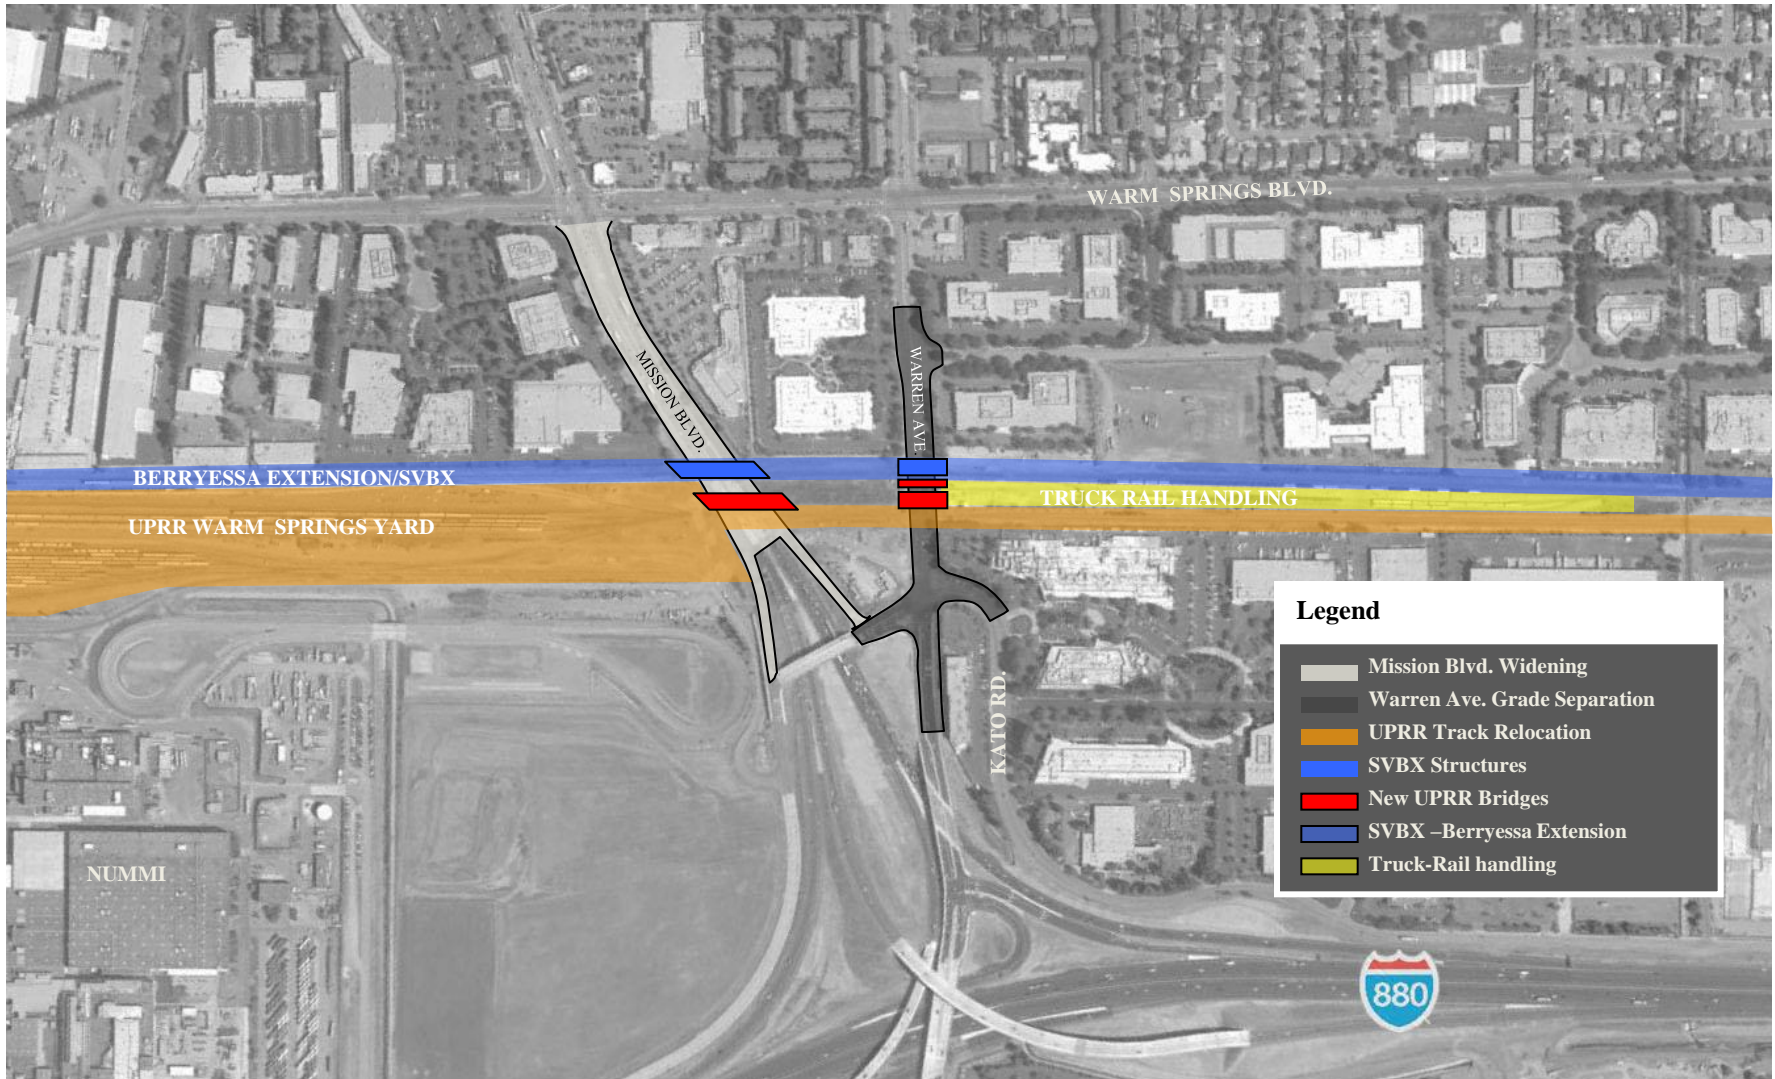 WARM SPRINGS BLVD.
MISSION BLVD.
WARREN AVE.
BERRYESSA EXTENSION/SVBX
TRUCK RAIL HANDLING
UPRR WARM SPRINGS YARD
KATO RD.
NUMMI
Legend
Mission Blvd. Widening
Warren Ave. Grade Separation
UPRR Track Relocation
SVBX Structures
New UPRR Bridges
SVBX –Berryessa Extension
Truck-Rail handling
880